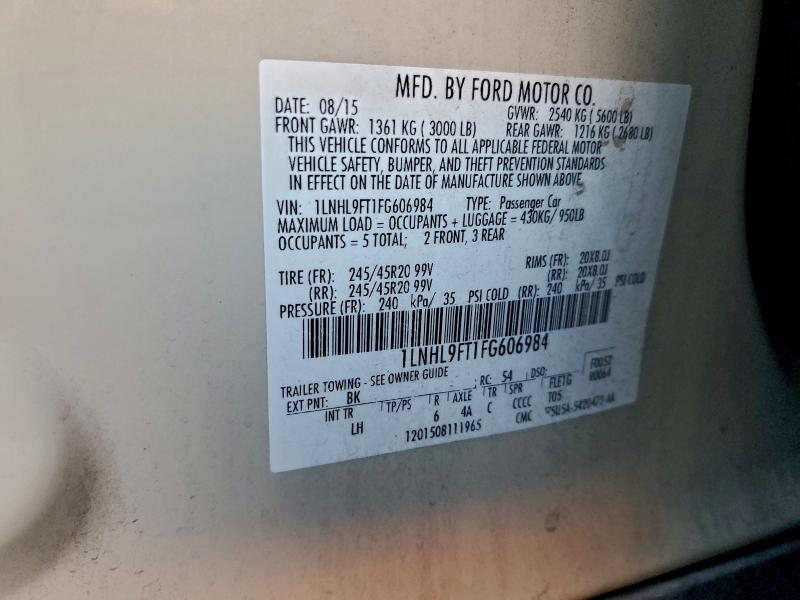 MFD. BY FORD MOTOR CO.
DATE: 08/15 GVWR: 2540 KG ( 5600 LB)
FRONT GAWR: 1361 KG ( 3000 LB) REAR GAWR: 1216 KG ( 2680 LB)
THIS VEHICLE CONFORMS TO ALL APPLICABLE FEDERAL MOTOR
VEHICLE SAFETY, BUMPER, AND THEFT PREVENTION STANDARDS
IN EFFECT ON THE DATE OF MANUFACTURE SHOWN ABOVE.
VIN: 1LNHL9FT1FG606984 TYPE: Passenger Car
MAXIMUM LOAD = OCCUPANTS + LUGGAGE = 430KG/ 950LB
OCCUPANTS = 5 TOTAL; 2 FRONT, 3 REAR
TIRE (FR): 245/45R20 99V RIMS (FR): 20X8.0J
(RR): 245/45R20 99V (RR): 20X8.0J
PRESSURE (FR): 240 kPa/ 35 PSI COLD (RR): 240 kPa/ 35 PSI COLD
1LNHL9FT1FG606984
TRAILER TOWING - SEE OWNER GUIDE
EXT PNT: BK RC: 54 DSO: F0052
R0064
INT TR TP/PS R AXLE TR SPR FLETG
LH 6 4A C CCCC T05
1201508111965 CMC